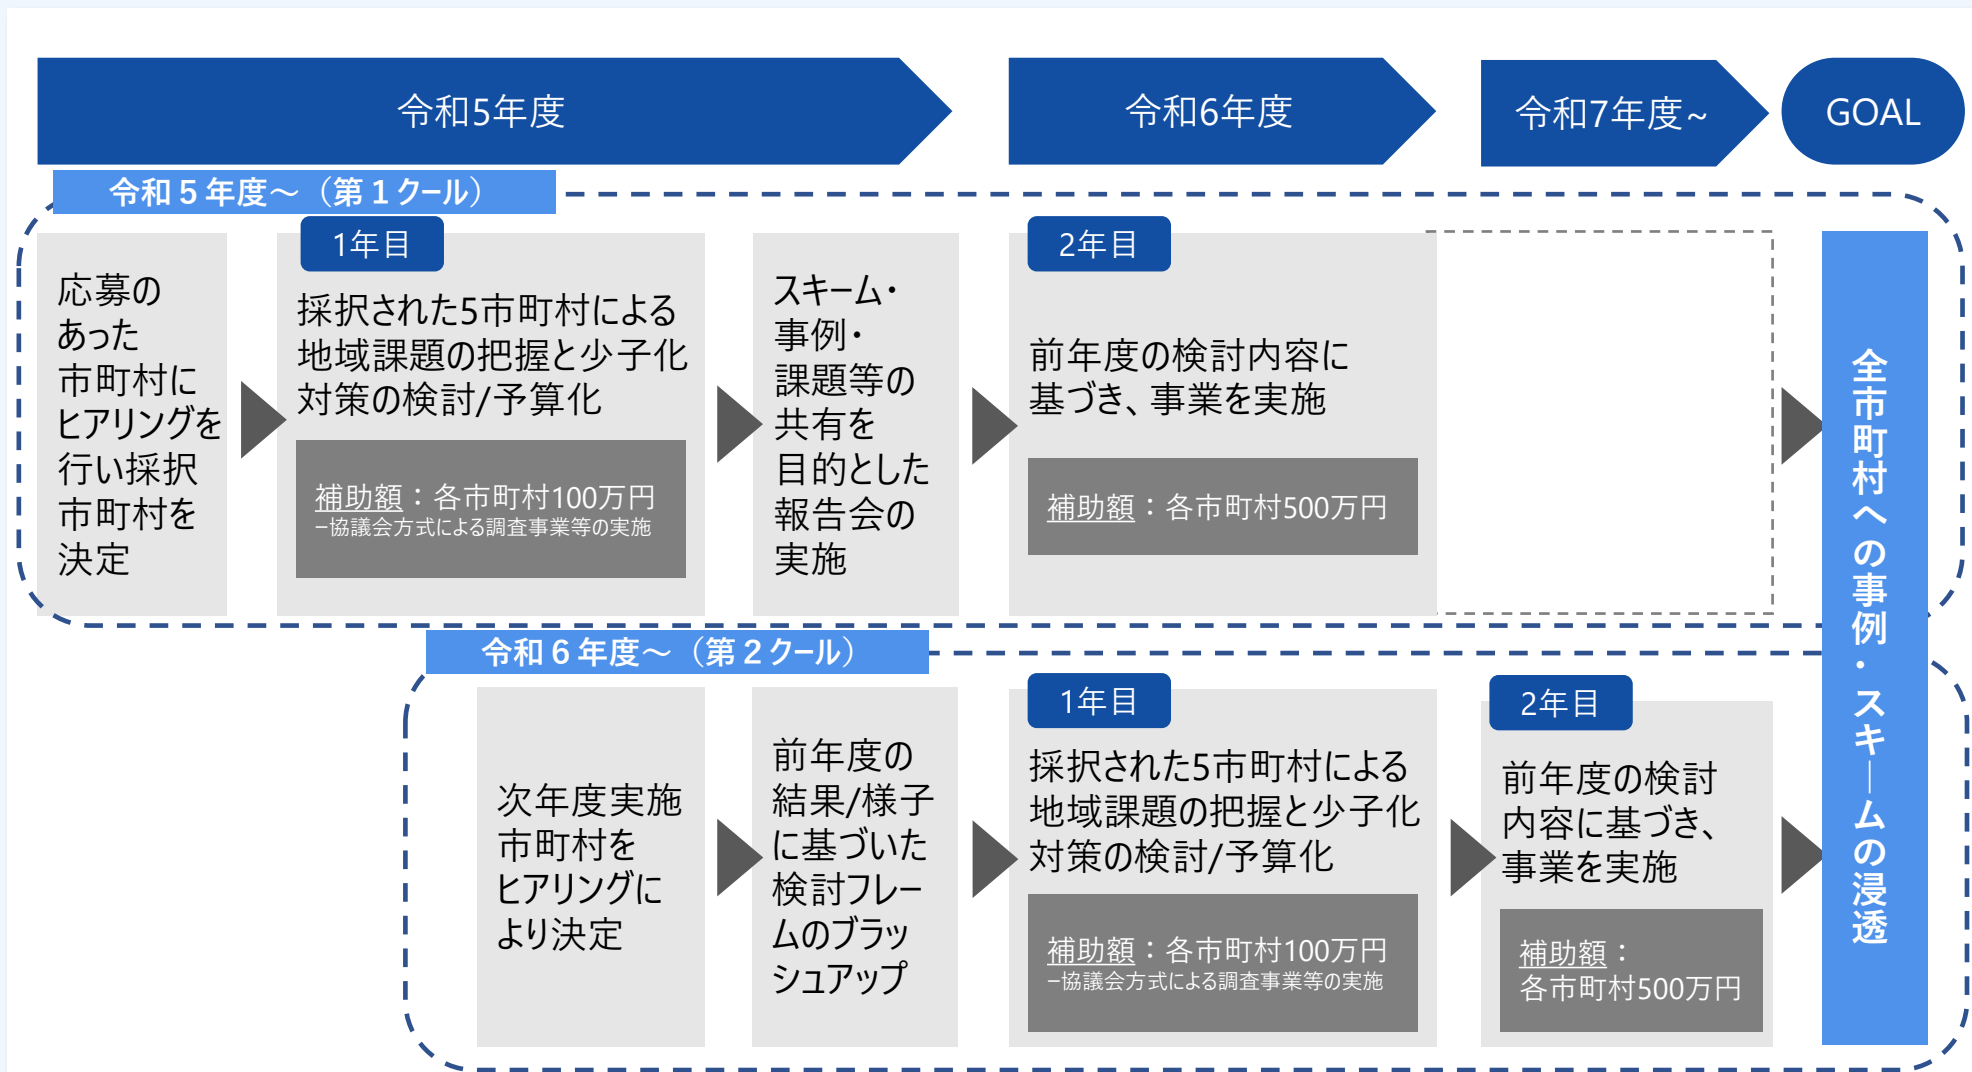 令和5年度
令和6年度
令和7年度~
GOAL
令和５年度～（第１クール）
応募の
あった
市町村に
ヒアリングを
行い採択
市町村を
決定
1年目
採択された5市町村による
地域課題の把握と少子化
対策の検討/予算化
補助額：各市町村100万円
−協議会方式による調査事業等の実施
スキーム・
事例・
課題等の
共有を
目的とした
報告会の
実施
2年目
前年度の検討内容に
基づき、事業を実施
補助額：各市町村500万円
全市町村への事例・スキームの浸透
令和６年度～（第２クール）
次年度実施
市町村を
ヒアリングに
より決定
前年度の
結果/様子
に基づいた
検討フレー
ムのブラッ
シュアップ
1年目
採択された5市町村による
地域課題の把握と少子化
対策の検討/予算化
補助額：各市町村100万円
−協議会方式による調査事業等の実施
2年目
前年度の検討
内容に基づき、
事業を実施
補助額：
各市町村500万円